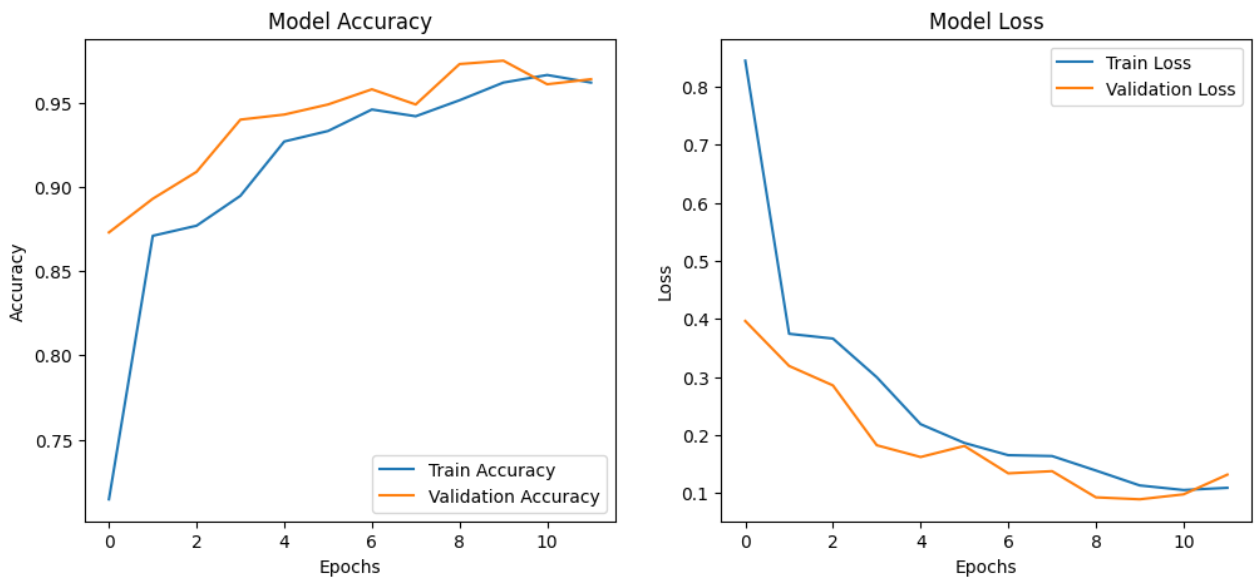 Model Accuracy
0.95
0.90
0.85
0.80
0.75
Accuracy
Train Accuracy
Validation Accuracy
0 2 4 6 8 10
Epochs
Model Loss
0.8
0.7
0.6
0.5
0.4
0.3
0.2
0.1
Loss
Train Loss
Validation Loss
0 2 4 6 8 10
Epochs